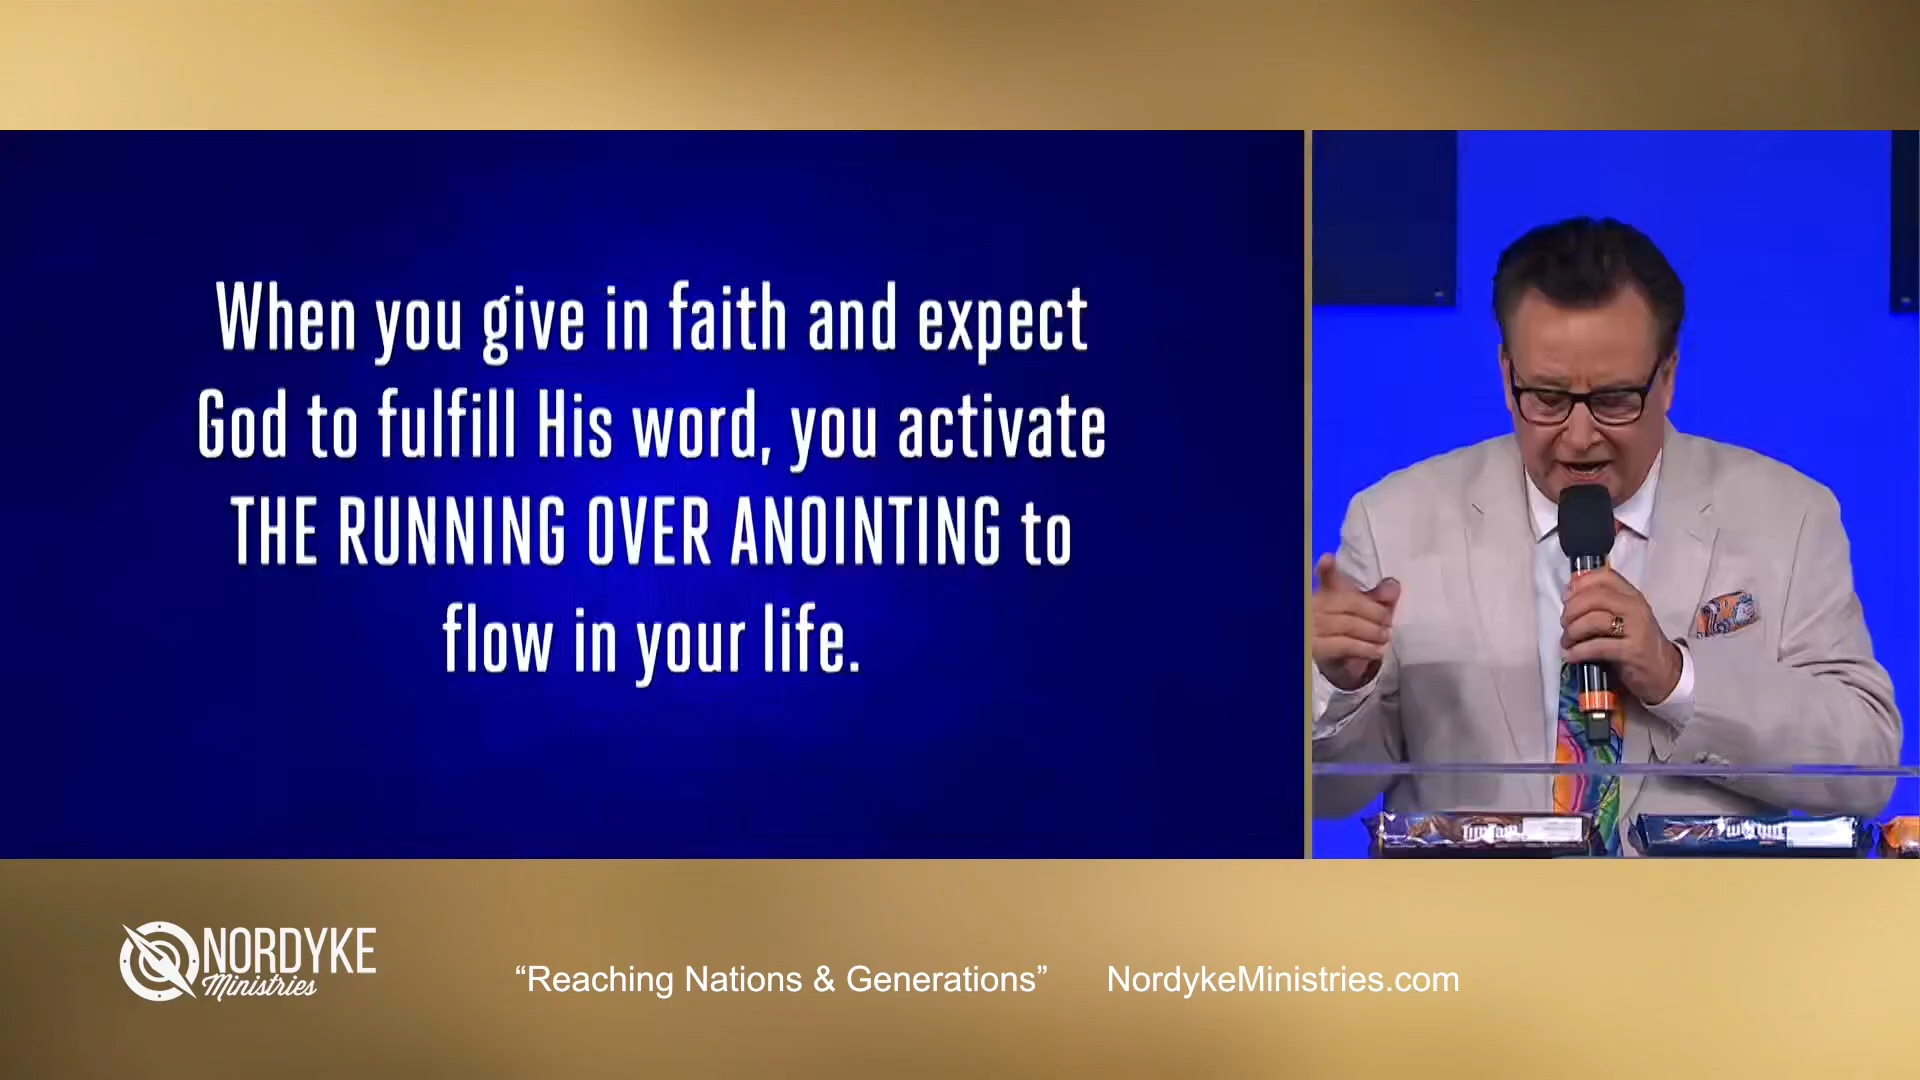 When you give in faith and expect
God to fulfill His word, you activate
THE RUNNING OVER ANOINTING to
flow in your life.
NORDYKE
Ministries
“Reaching Nations & Generations” NordykeMinistries.com